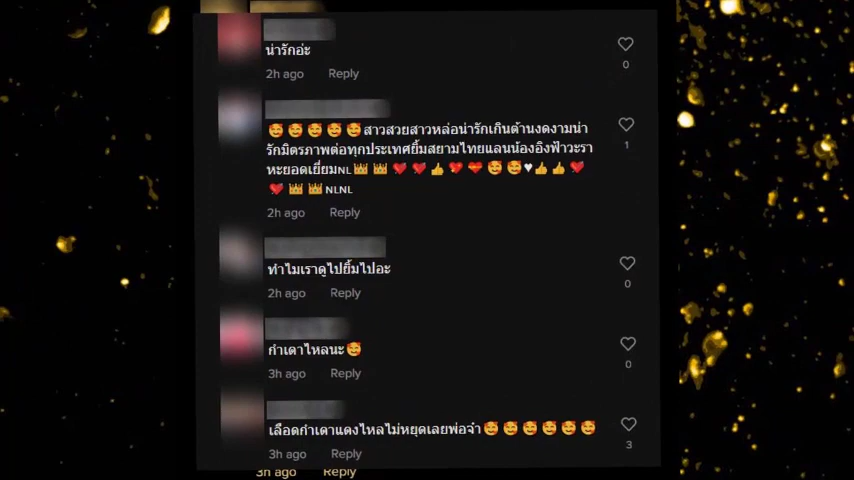 น่ารักอ่ะ
2h ago Reply
0
🥰🥰🥰🥰🥰สาวสวยสาวหล่อน่ารักเกินต้านงดงามน่า
รักมิตรภาพต่อทุกประเทศยิ้มสยามไทยแลนน้องอิงฟ้าวะรา
หะยอดเยี่ยมɴʟ👑👑💘💘👍💖💝🥰🥰♥👍👍💘
💘👑👑ɴʟɴʟ
1
2h ago Reply
ทำไมเราดูไปยิ้มไปอะ
2h ago Reply
0
กำเดาไหลนะ🥰
3h ago Reply
0
เลือดกำเดาแดงไหลไม่หยุดเลยพ่อจ๋า🥰🥰🥰🥰🥰🥰
3h ago Reply
3
3h ago Reply